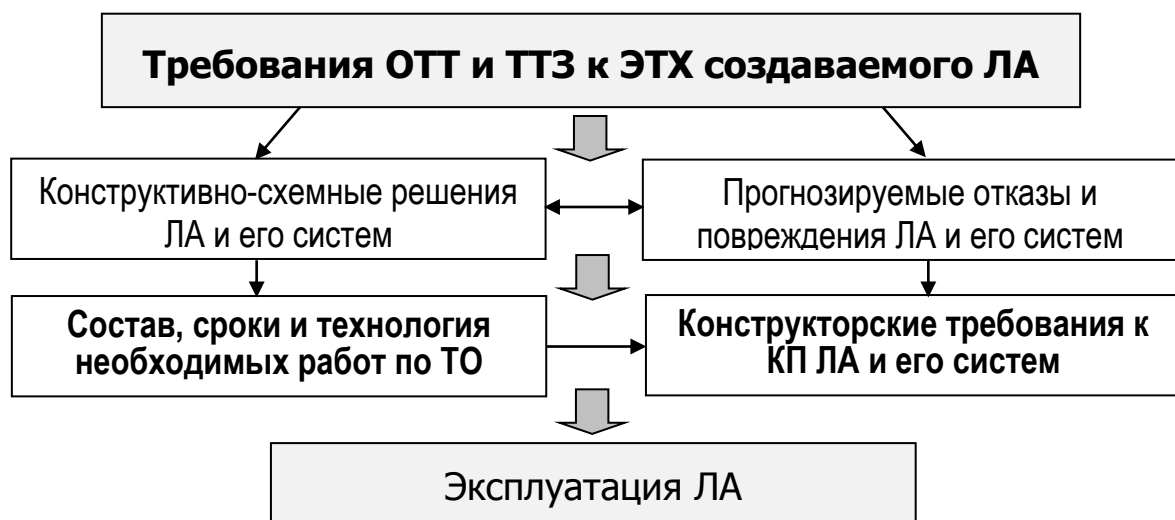 Требования ОТТ и ТТЗ к ЭТХ создаваемого ЛА
Конструктивно-схемные решения
ЛА и его систем
Прогнозируемые отказы и
повреждения ЛА и его систем
Состав, сроки и технология
необходимых работ по ТО
Конструкторские требования к
КП ЛА и его систем
Эксплуатация ЛА